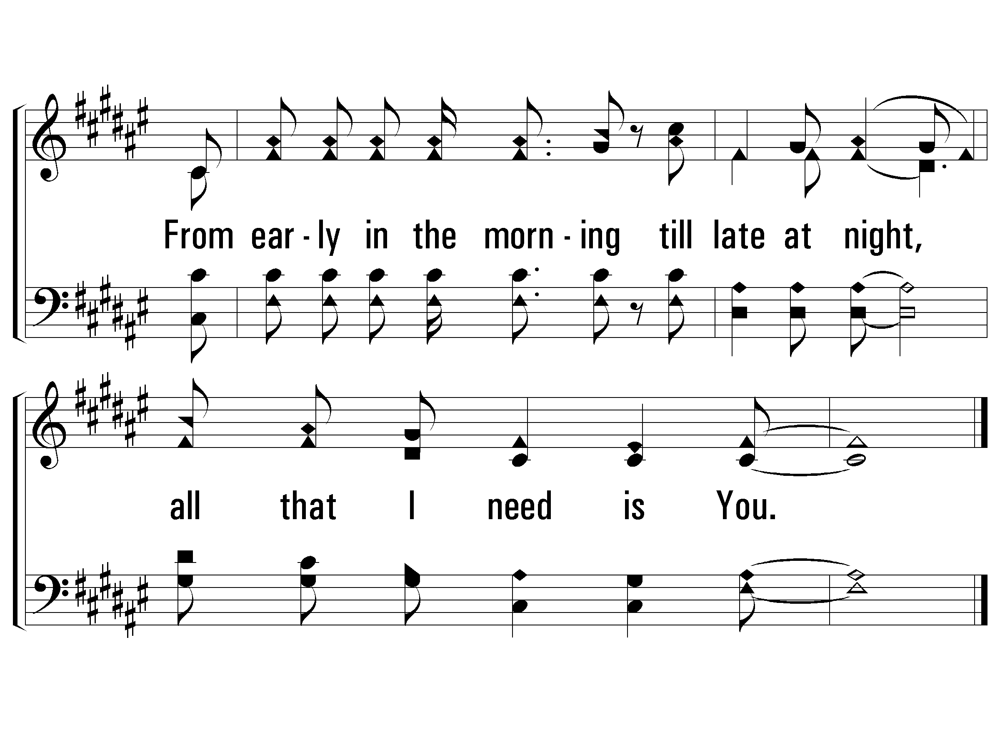 From ear - ly in the morn - ing till late at night,
all that I need is You.